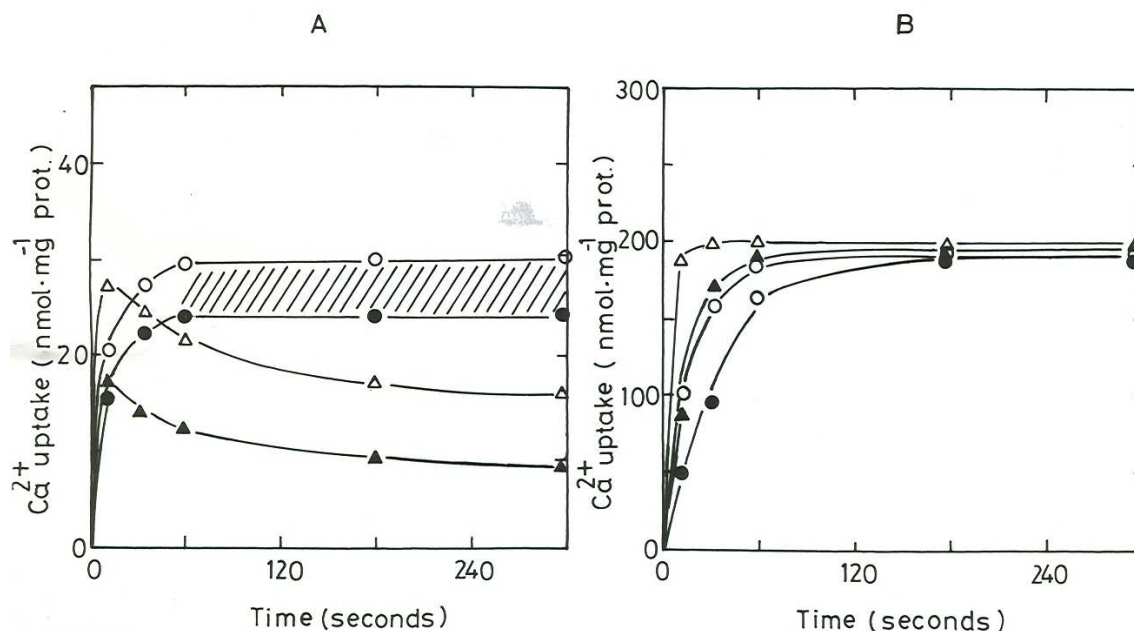 A
B
40
20
0
0
120
240
Ca2+ uptake (nmol·mg-1 prot.)
Time (seconds)
300
200
100
0
0
120
240
Ca2+ uptake (nmol·mg-1 prot.)
Time (seconds)